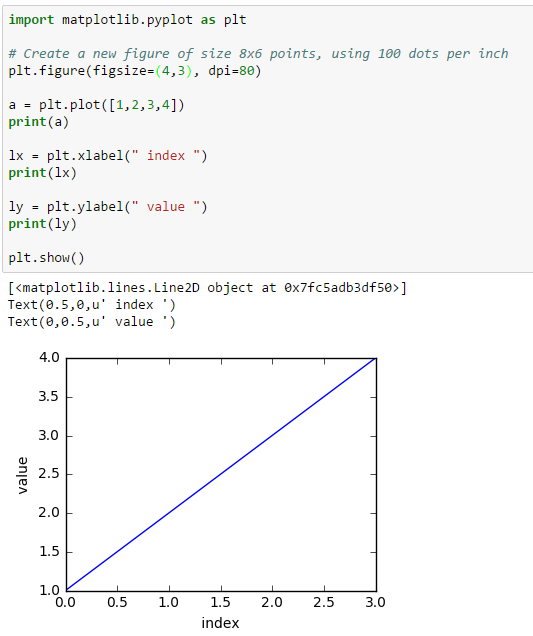 import matplotlib.pyplot as plt
# Create a new figure of size 8x6 points, using 100 dots per inch
plt.figure(figsize=(4,3), dpi=80)
a = plt.plot([1,2,3,4])
print(a)
lx = plt.xlabel(" index ")
print(lx)
ly = plt.ylabel(" value ")
print(ly)
plt.show()
[<matplotlib.lines.Line2D object at 0x7fc5adb3df50>]
Text(0.5,0,u' index ')
Text(0,0.5,u' value ')
4.0
3.5
3.0
2.5
2.0
1.5
1.0
value
0.0 0.5 1.0 1.5 2.0 2.5 3.0
index